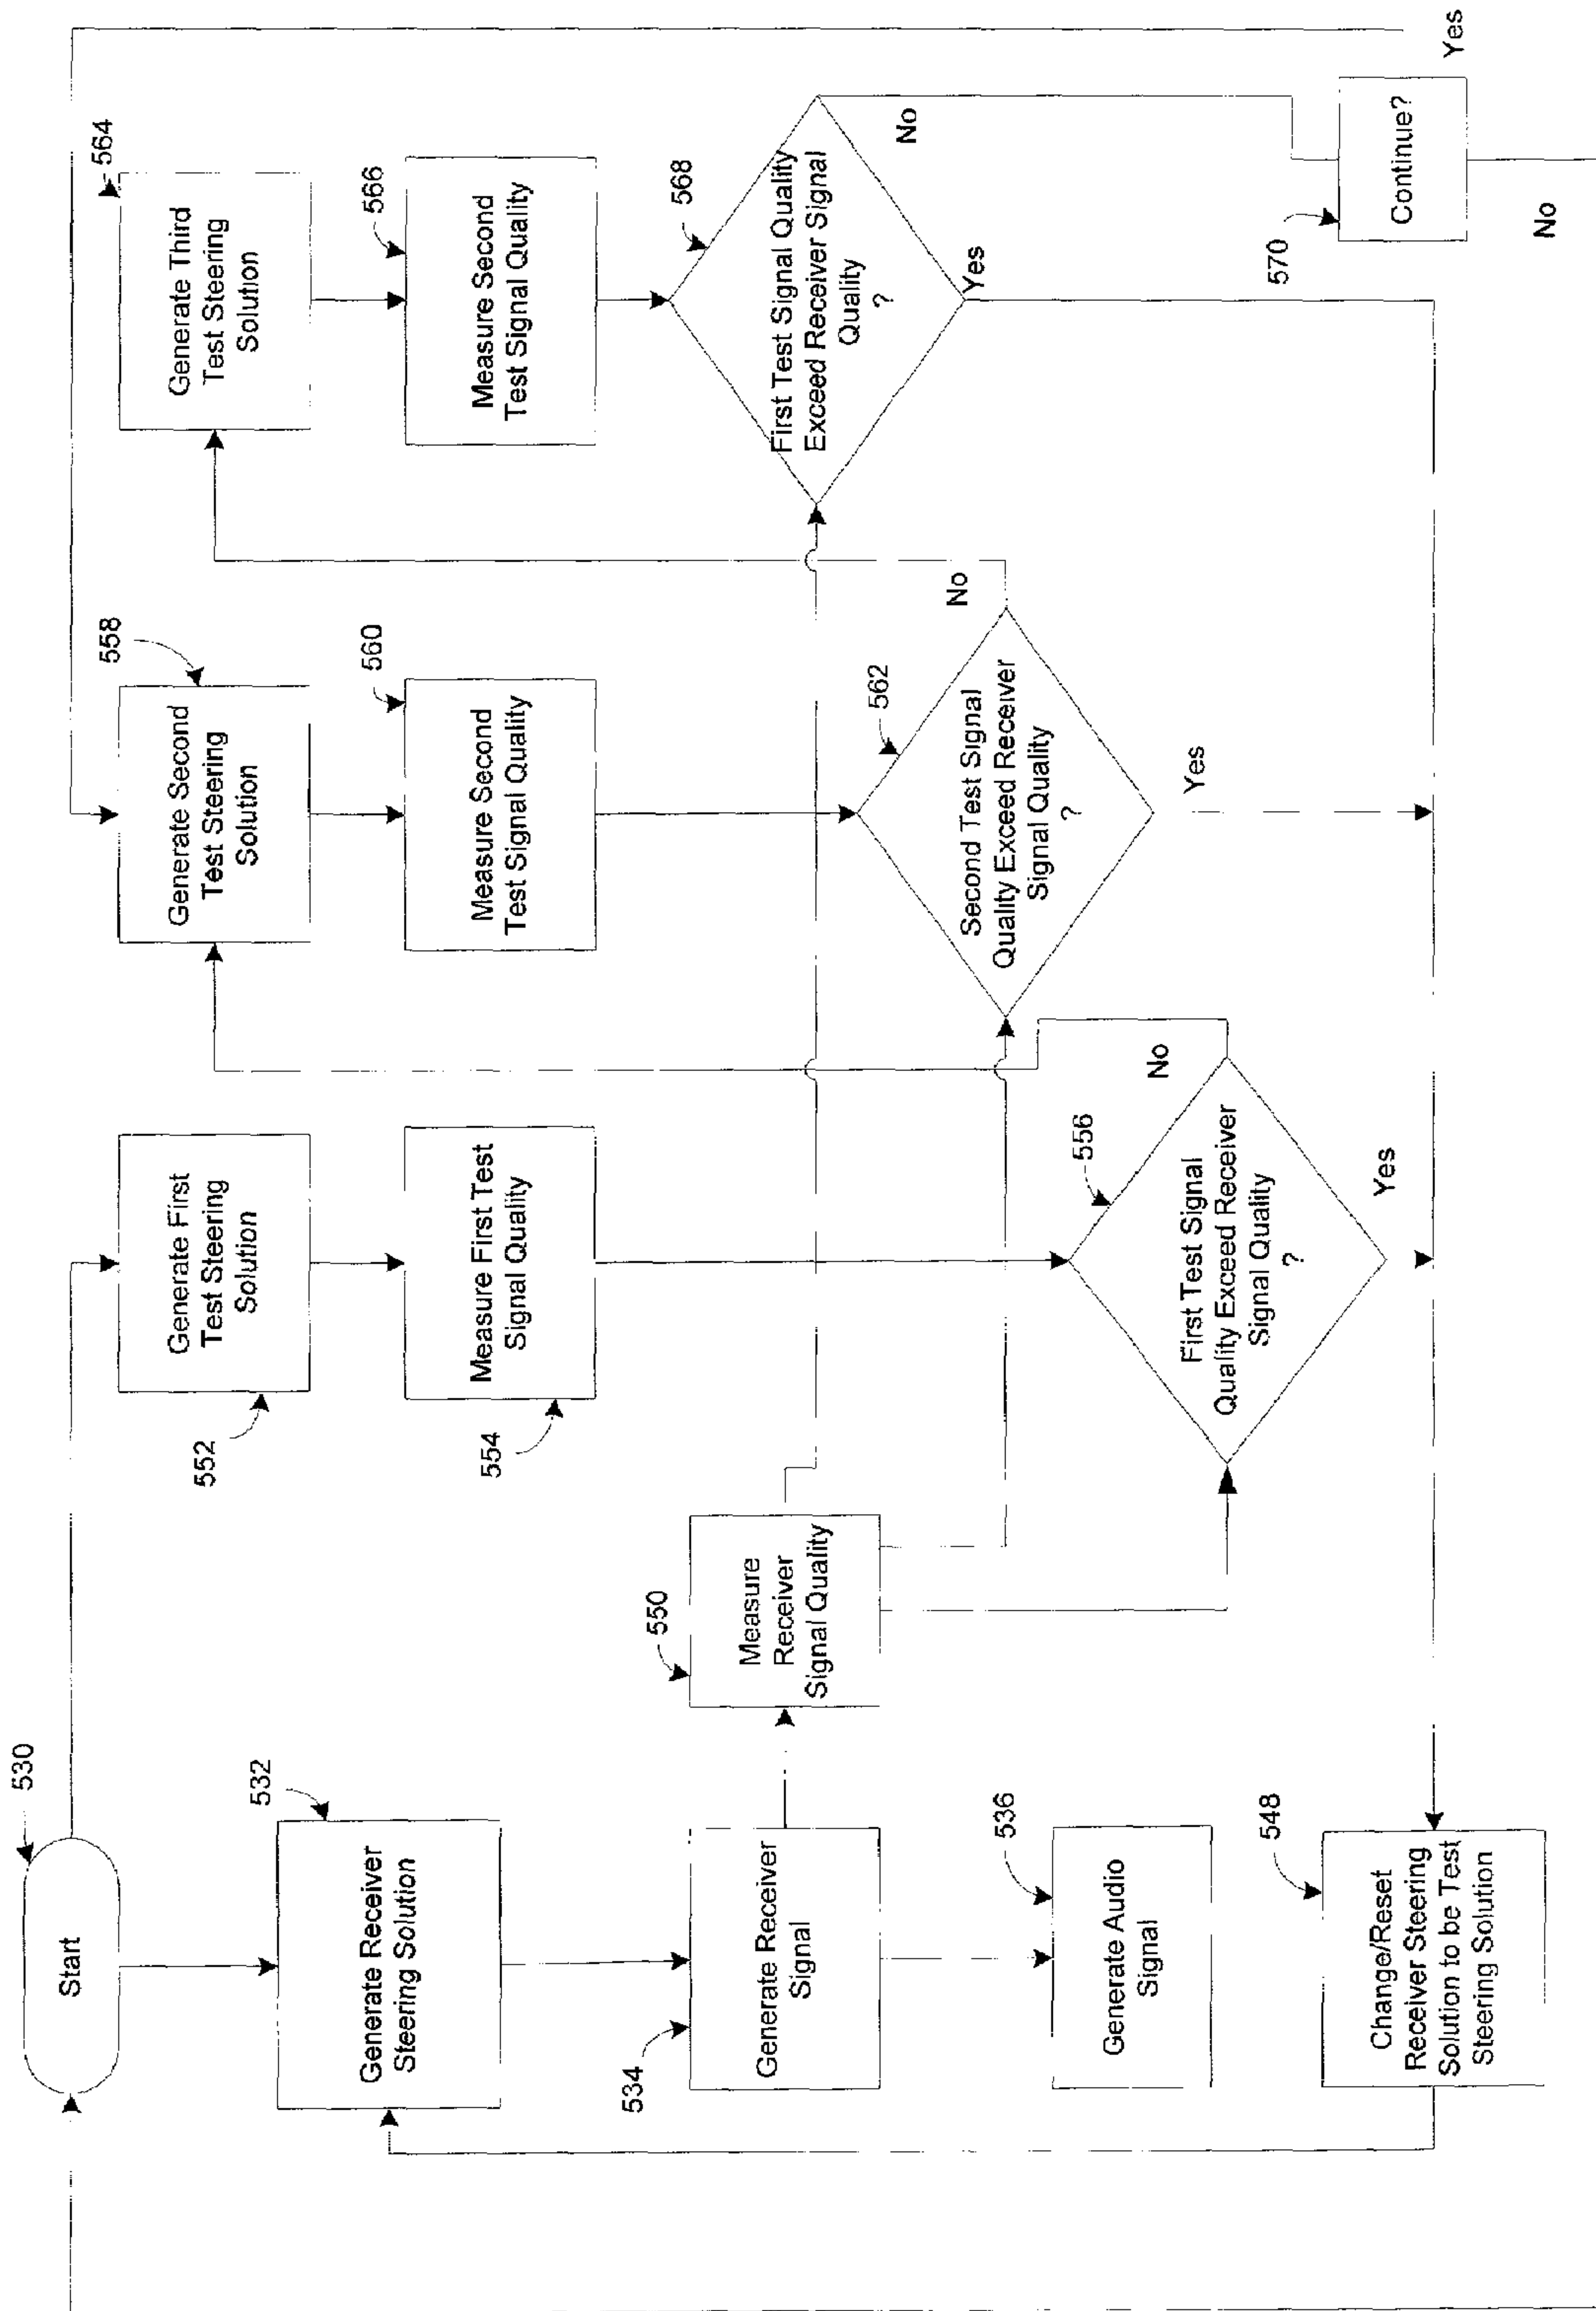 530
Start
532
Generate Receiver
Steering Solution
534
Generate Receiver
Signal
536
Generate Audio
Signal
548
Change/Reset
Receiver Steering
Solution to be Test
Steering Solution
550
Measure
Receiver
Signal Quality
552
Generate First
Test Steering
Solution
554
Measure First Test
Signal Quality
556
First Test Signal
Quality Exceed Receiver
Signal Quality
?
No
Yes
558
Generate Second
Test Steering
Solution
560
Measure Second
Test Signal Quality
562
Second Test Signal
Quality Exceed Receiver
Signal Quality
?
No
Yes
564
Generate Third
Test Steering
Solution
566
Measure Second
Test Signal Quality
568
First Test Signal Quality
Exceed Receiver Signal
Quality
?
No
Yes
570
Continue?
Yes
No